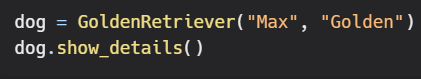 dog = GoldenRetriever("Max", "Golden")
dog.show_details()